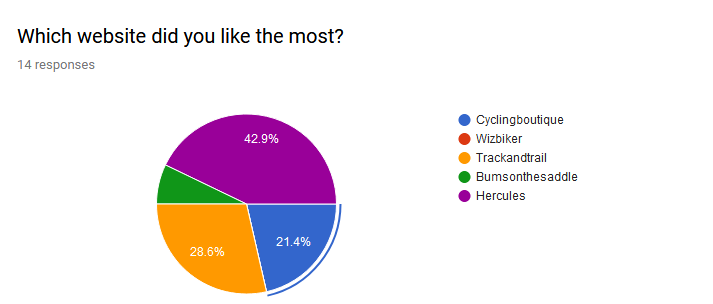 Which website did you like the most?
14 responses
42.9%
28.6%
21.4%
Cyclingboutique
Wizbiker
Trackandtrail
Bumsonthesaddle
Hercules